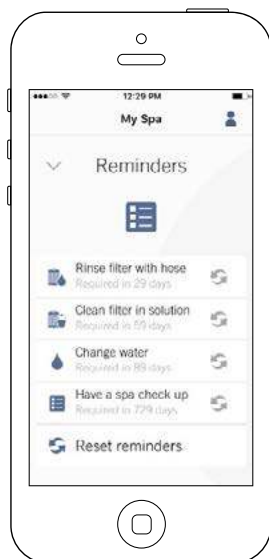 12:29 PM
My Spa
Reminders
Rinse filter with hose
Required in 29 days
Clean filter in solution
Required in 59 days
Change water
Required in 89 days
Have a spa check up
Required in 729 days
Reset reminders